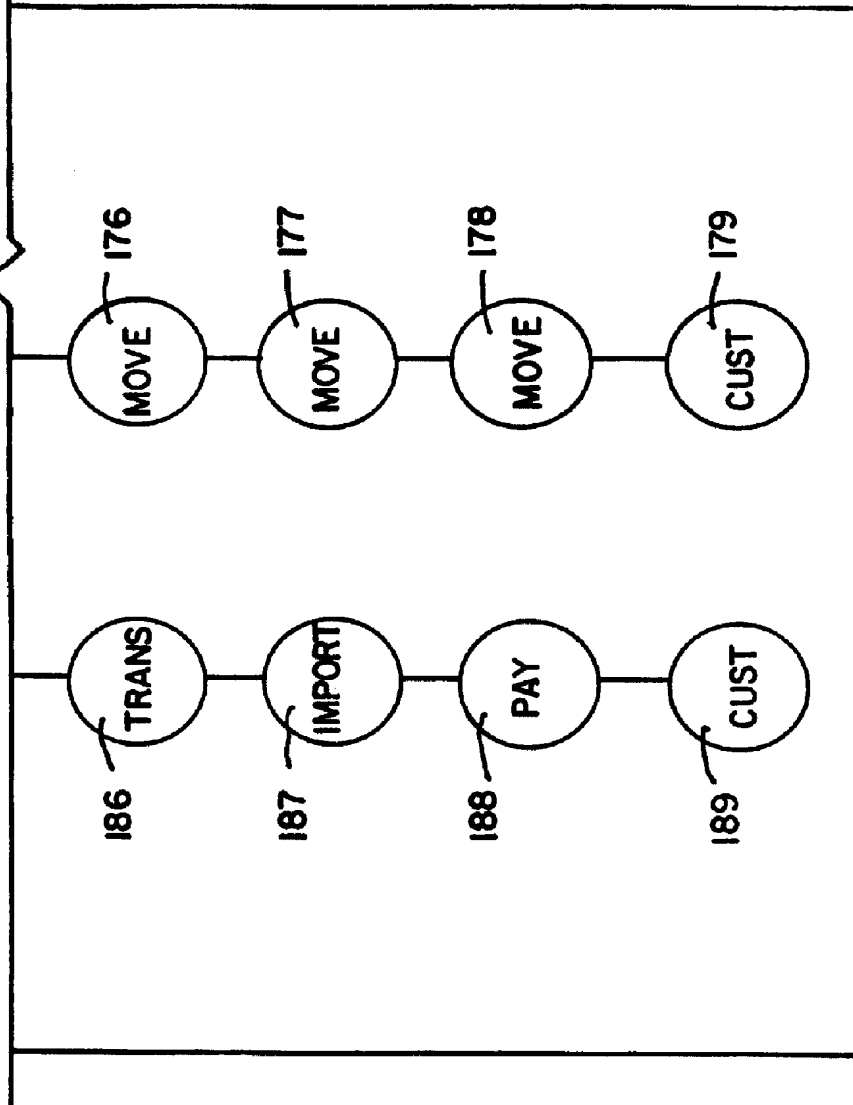 176
MOVE
177
MOVE
178
MOVE
179
CUST
TRANS
186
IMPORT
187
PAY
188
CUST
189